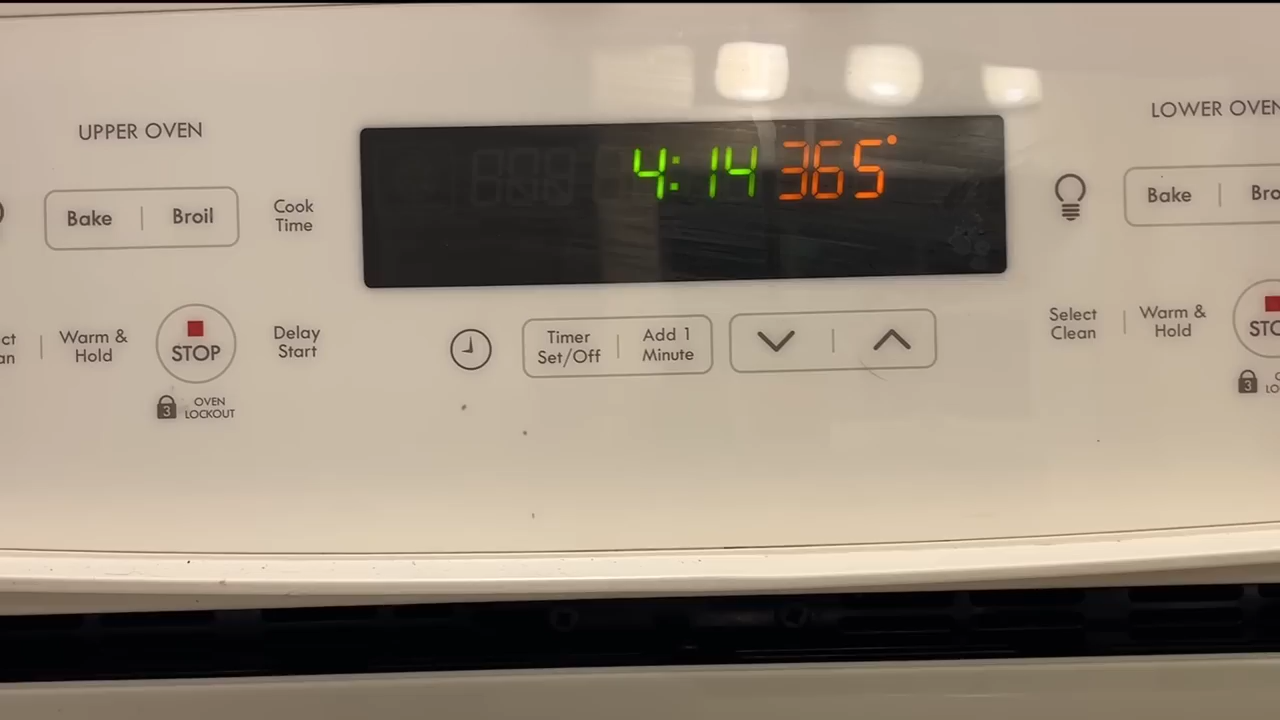 UPPER OVEN
LOWER OVEN
4:14 365°
Bake | Broil
Cook
Time
Bake
Warm &
Hold
STOP
Delay
Start
Timer
Set/Off
Add 1
Minute
Select
Clean
Warm &
Hold
3 OVEN
LOCKOUT
3